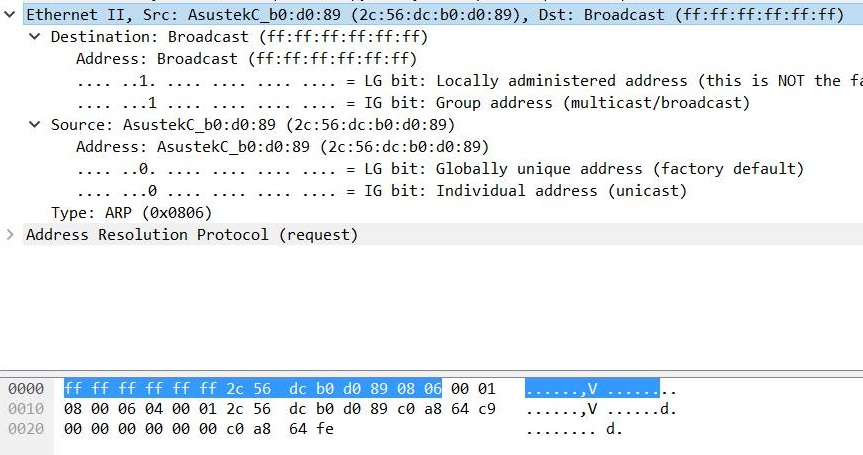 Ethernet II, Src: AsustekC_b0:d0:89 (2c:56:dc:b0:d0:89), Dst: Broadcast (ff:ff:ff:ff:ff:ff)
Destination: Broadcast (ff:ff:ff:ff:ff:ff)
Address: Broadcast (ff:ff:ff:ff:ff:ff)
.... ..1. .... .... .... .... = LG bit: Locally administered address (this is NOT the fa
.... ...1 .... .... .... .... = IG bit: Group address (multicast/broadcast)
Source: AsustekC_b0:d0:89 (2c:56:dc:b0:d0:89)
Address: AsustekC_b0:d0:89 (2c:56:dc:b0:d0:89)
.... ..0. .... .... .... .... = LG bit: Globally unique address (factory default)
.... ...0 .... .... .... .... = IG bit: Individual address (unicast)
Type: ARP (0x0806)
Address Resolution Protocol (request)
0000 ff ff ff ff ff ff 2c 56 dc b0 d0 89 08 06 00 01 ......,V ........
0010 08 00 06 04 00 01 2c 56 dc b0 d0 89 c0 a8 64 c9 ......,V ......d.
0020 00 00 00 00 00 00 c0 a8 64 fe ........ d.